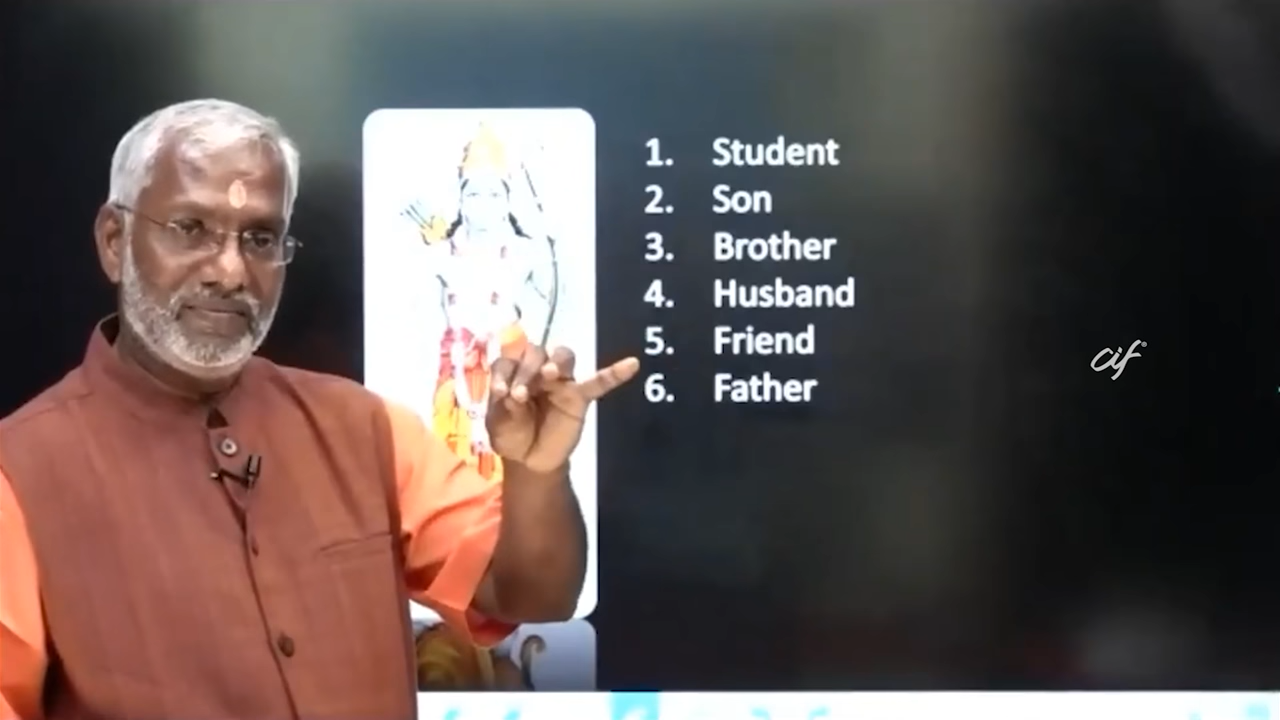 1. Student
2. Son
3. Brother
4. Husband
5. Friend
6. Father
cif